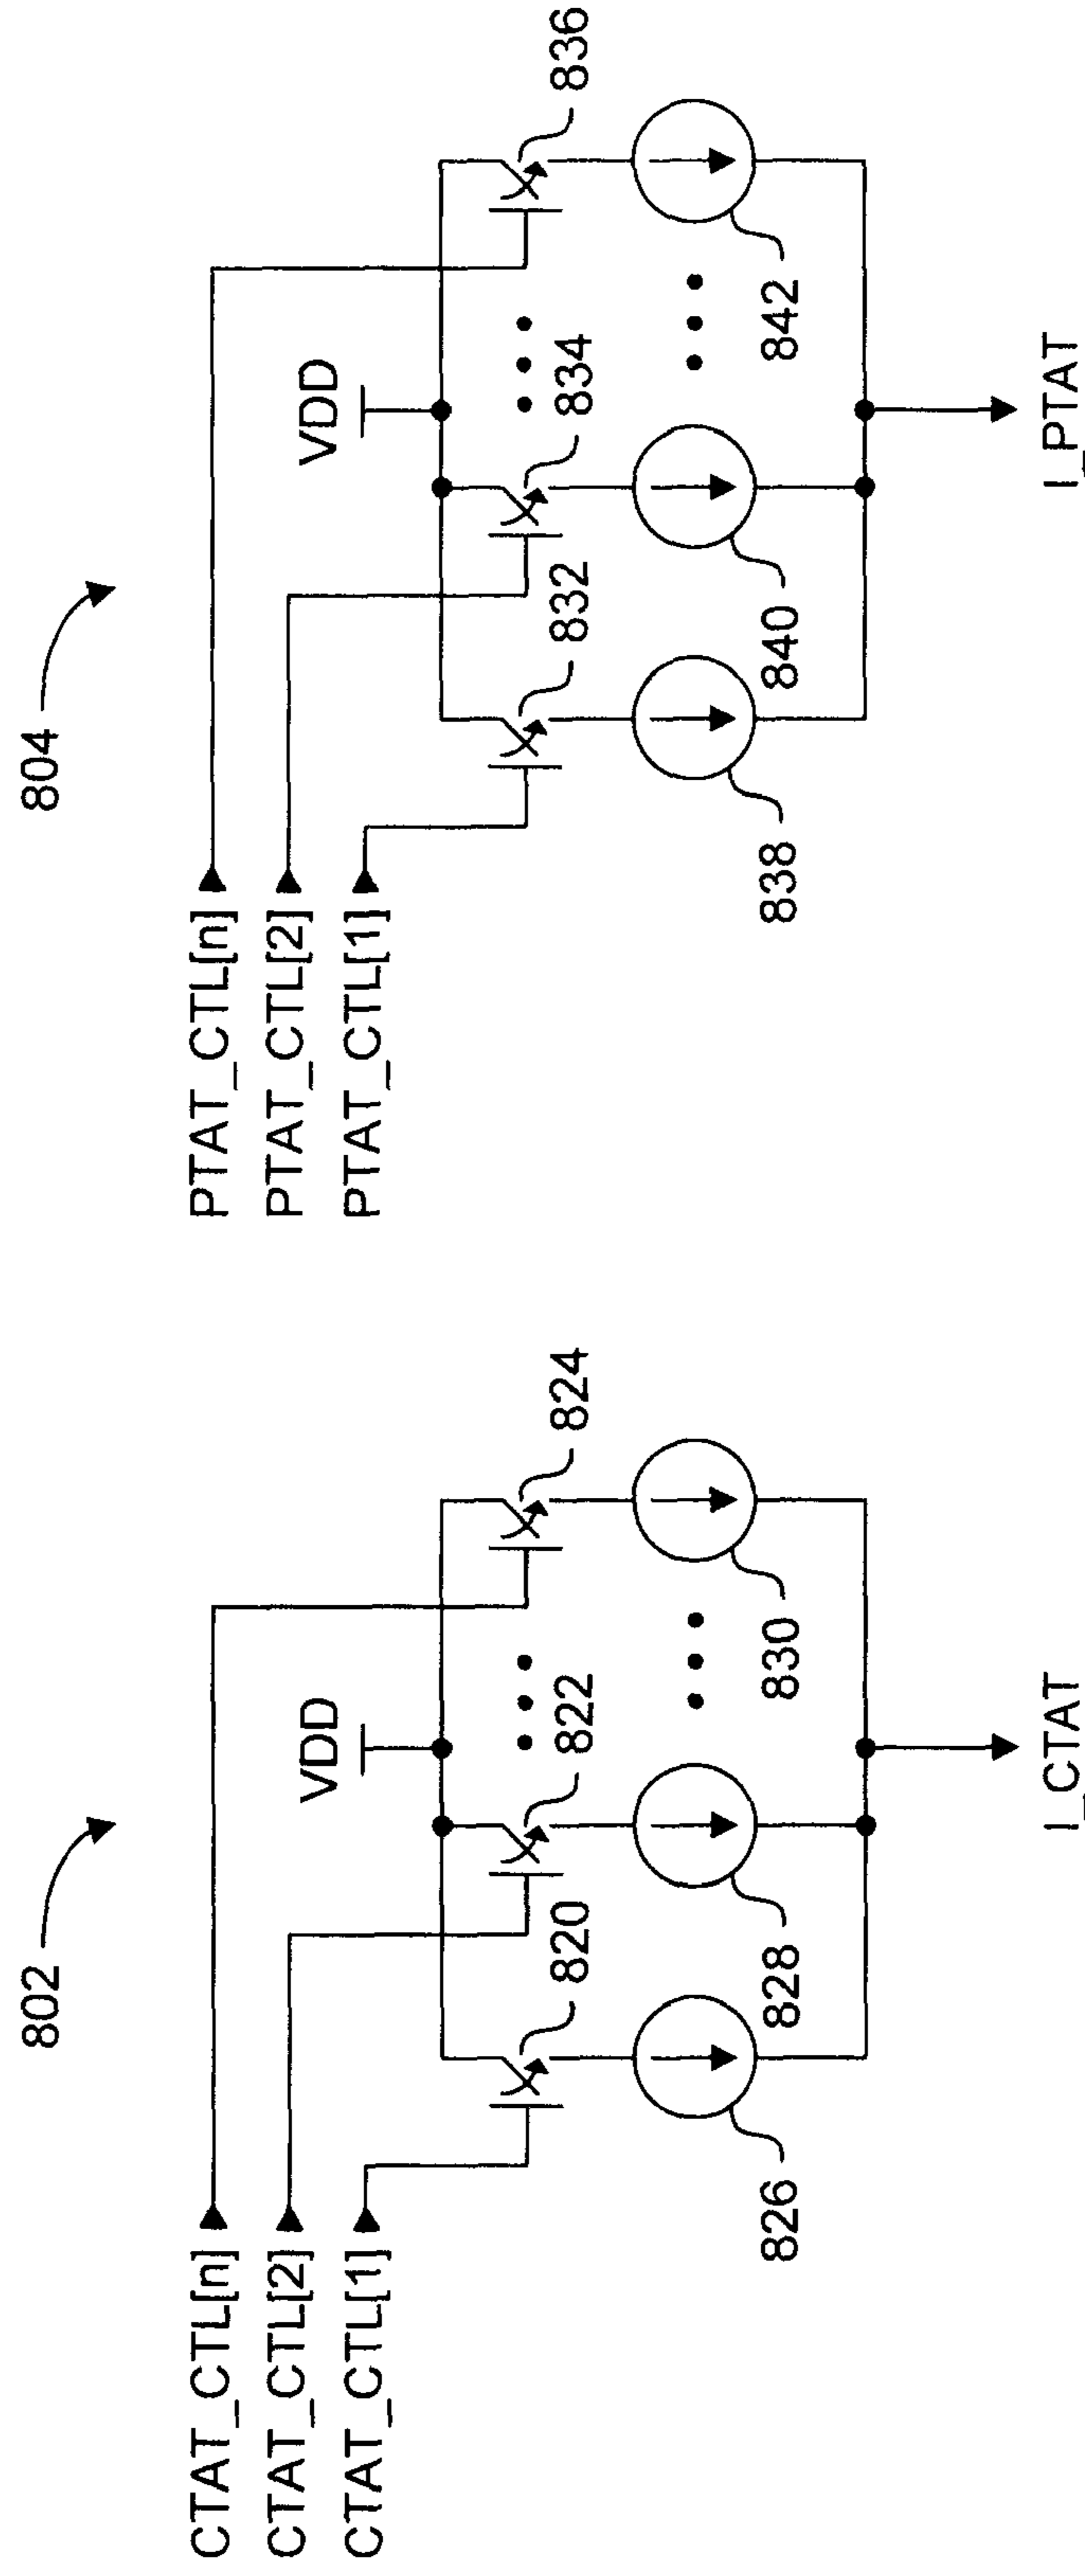 802
CTAT_CTL[n]
CTAT_CTL[2]
CTAT_CTL[1]
VDD
820
822
824
826
828
830
I_CTAT
804
PTAT_CTL[n]
PTAT_CTL[2]
PTAT_CTL[1]
VDD
832
834
836
838
840
842
I_PTAT